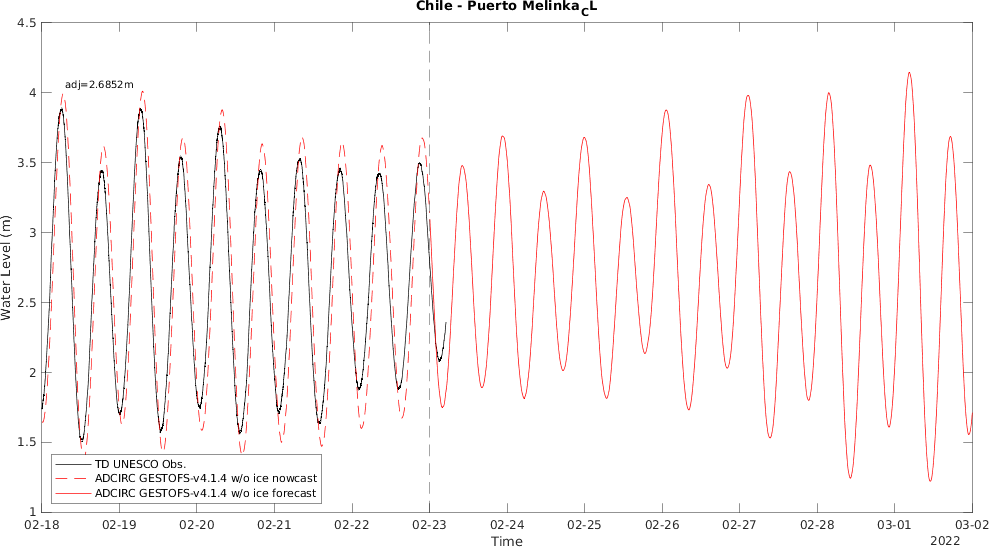 Chile - Puerto MelinkaCL
adj=2.6852m
4.5
4
3.5
3
2.5
2
1.5
1
Water Level (m)
TD UNESCO Obs.
ADCIRC GESTOFS-v4.1.4 w/o ice nowcast
ADCIRC GESTOFS-v4.1.4 w/o ice forecast
02-18 02-19 02-20 02-21 02-22 02-23 02-24 02-25 02-26 02-27 02-28 03-01 03-02
Time
2022